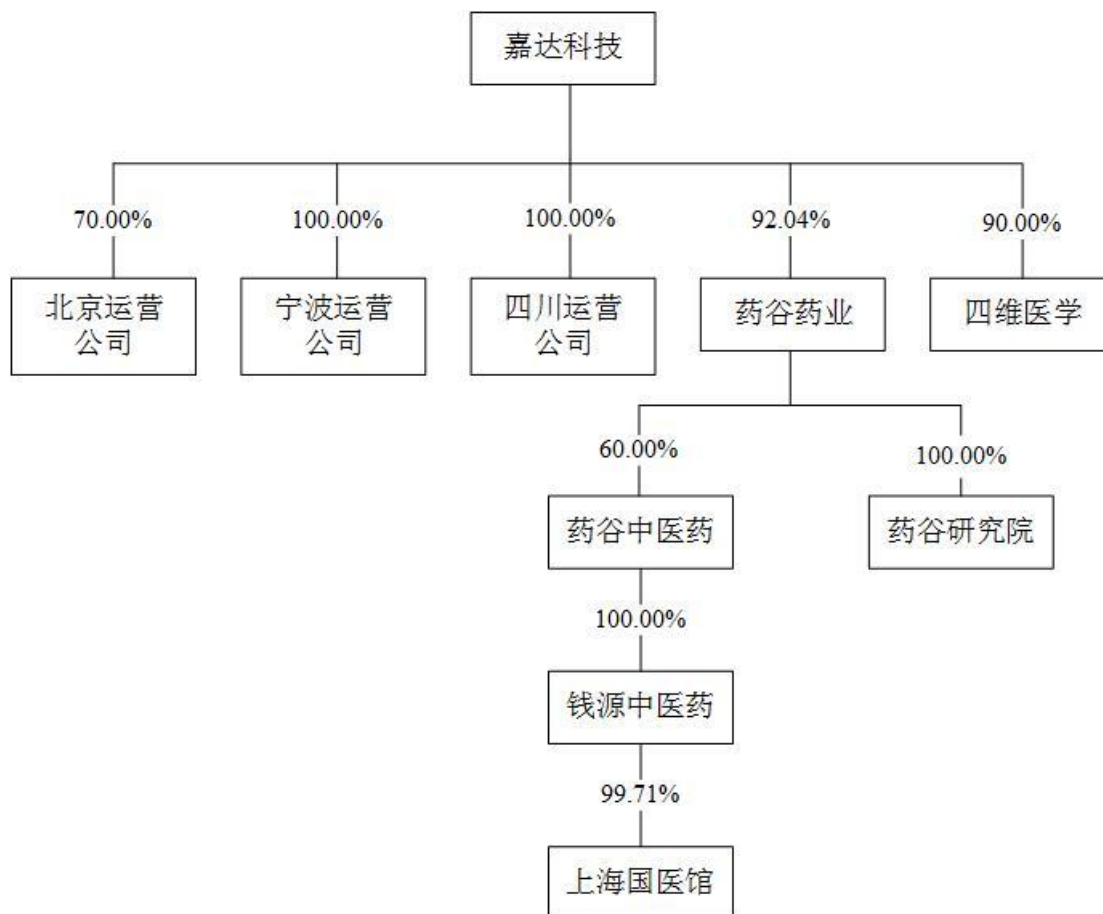 嘉达科技
70.00%
100.00%
100.00%
92.04%
90.00%
北京运营
公司
宁波运营
公司
四川运营
公司
药谷药业
四维医学
60.00%
100.00%
药谷中医药
药谷研究院
100.00%
钱源中医药
99.71%
上海国医馆